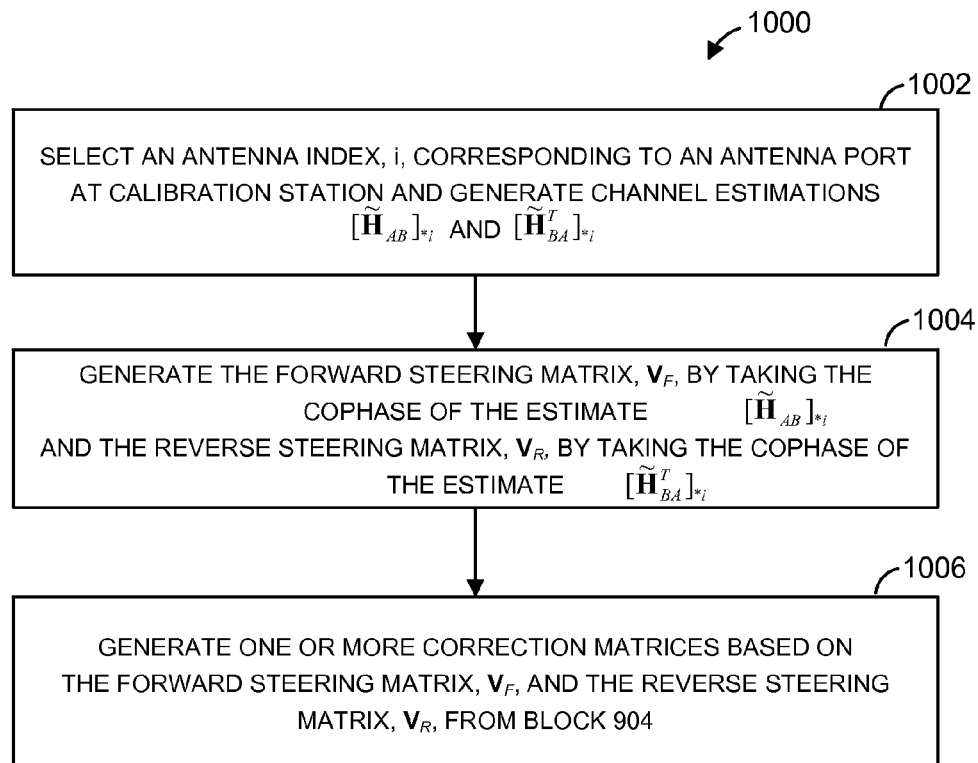 1000
1002
SELECT AN ANTENNA INDEX, i, CORRESPONDING TO AN ANTENNA PORT
AT CALIBRATION STATION AND GENERATE CHANNEL ESTIMATIONS
[H̃_AB]_*i AND [H̃^T_BA]_*i
1004
GENERATE THE FORWARD STEERING MATRIX, V_F, BY TAKING THE
COPHASE OF THE ESTIMATE [H̃_AB]_*i
AND THE REVERSE STEERING MATRIX, V_R, BY TAKING THE COPHASE OF
THE ESTIMATE [H̃^T_BA]_*i
1006
GENERATE ONE OR MORE CORRECTION MATRICES BASED ON
THE FORWARD STEERING MATRIX, V_F, AND THE REVERSE STEERING
MATRIX, V_R, FROM BLOCK 904